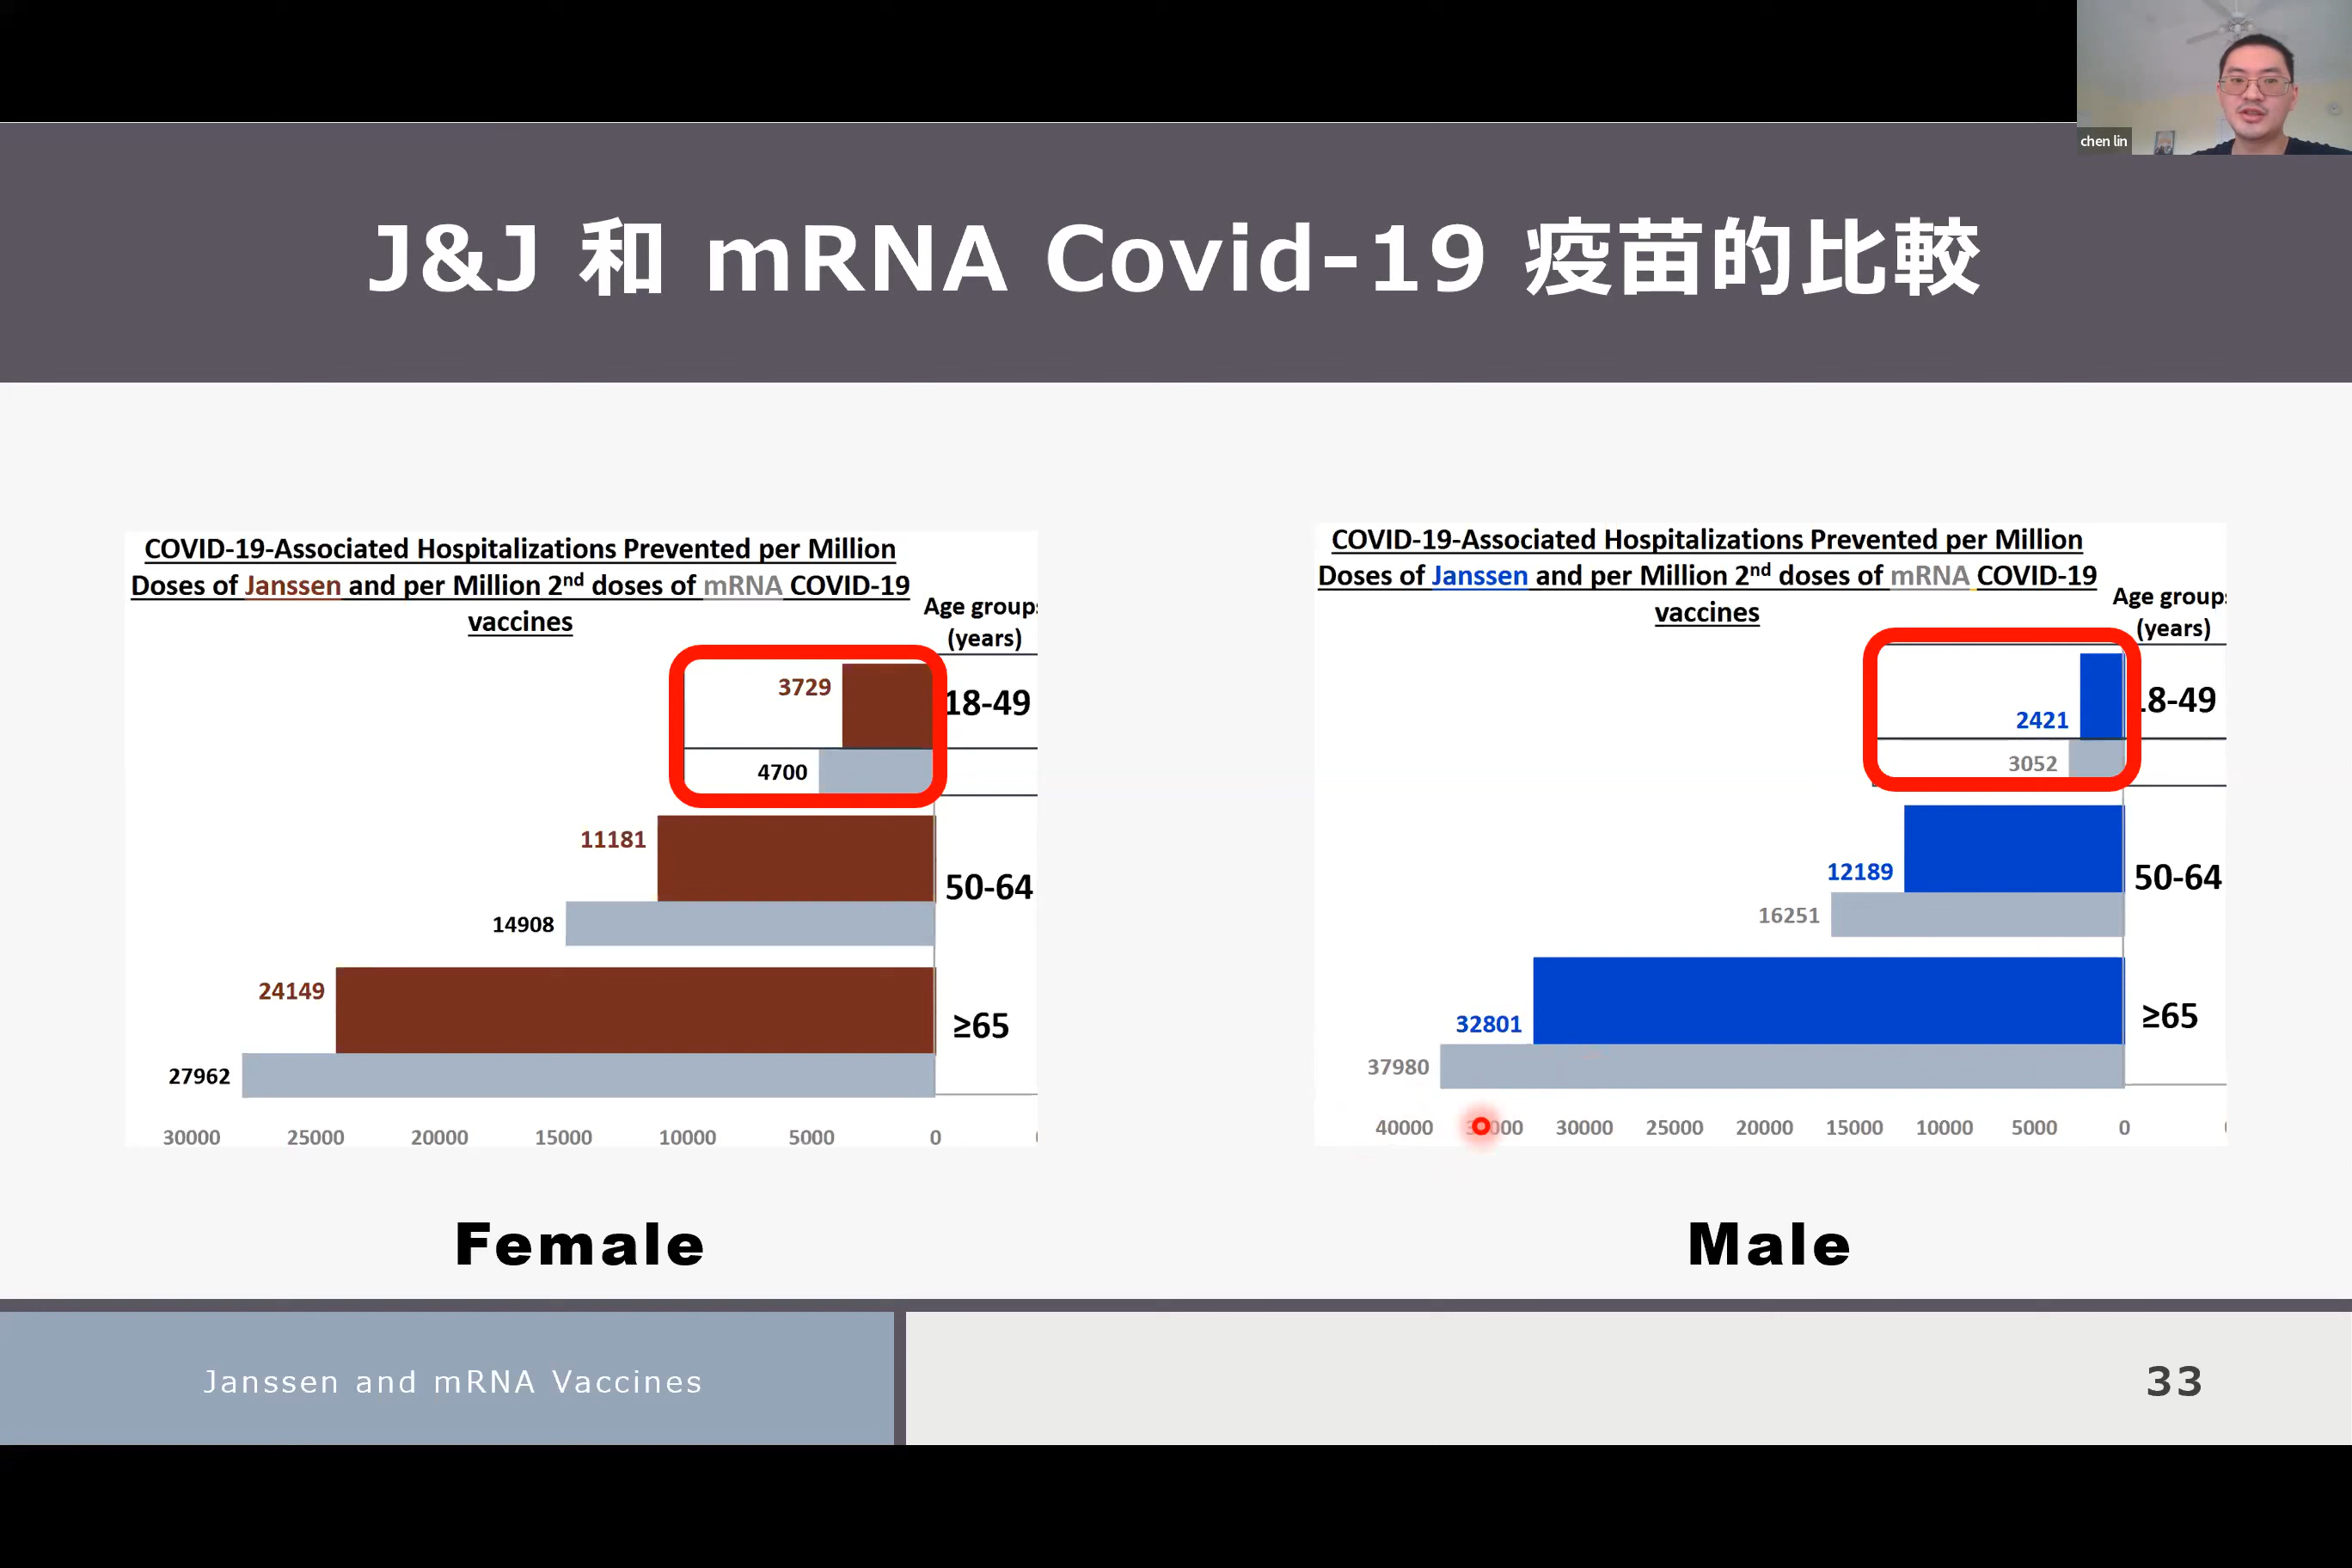 chen lin
J&J 和 mRNA Covid-19 疫苗的比較
COVID-19-Associated Hospitalizations Prevented per Million
Doses of Janssen and per Million 2nd doses of mRNA COVID-19
vaccines
Age group
(years)
3729
18-49
4700
11181
50-64
14908
24149
≥65
27962
30000 25000 20000 15000 10000 5000 0
Female
COVID-19-Associated Hospitalizations Prevented per Million
Doses of Janssen and per Million 2nd doses of mRNA COVID-19
vaccines
Age group
(years)
2421
8-49
3052
12189
50-64
16251
32801
≥65
37980
40000 30000 25000 20000 15000 10000 5000 0
Male
Janssen and mRNA Vaccines
33